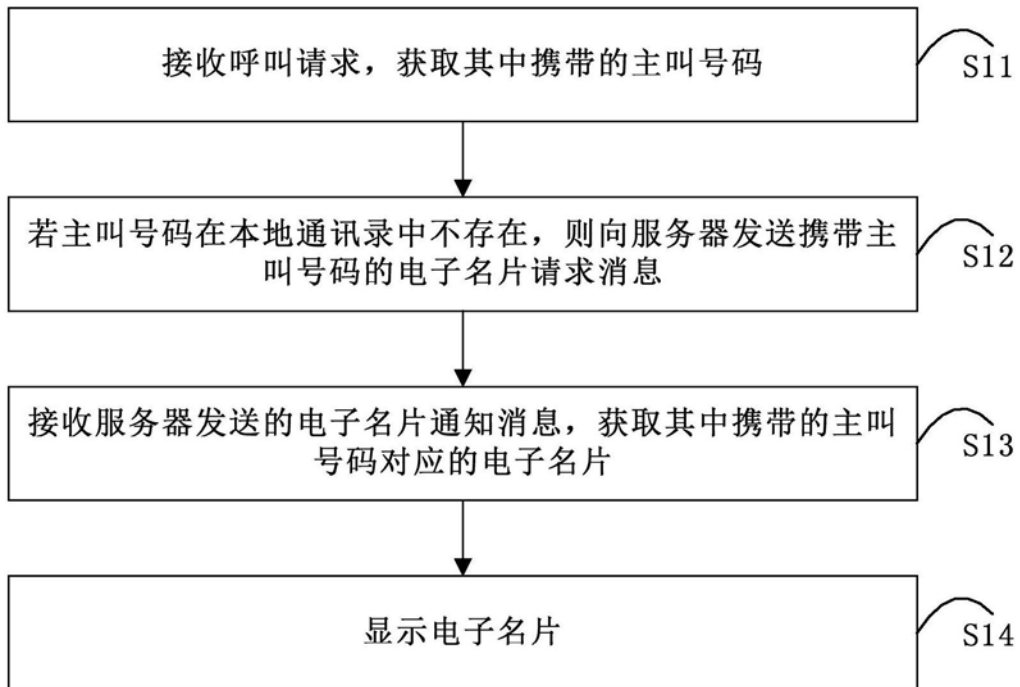 接收呼叫请求，获取其中携带的主叫号码
S11
若主叫号码在本地通讯录中不存在，则向服务器发送携带主
叫号码的电子名片请求消息
S12
接收服务器发送的电子名片通知消息，获取其中携带的主叫
号码对应的电子名片
S13
显示电子名片
S14